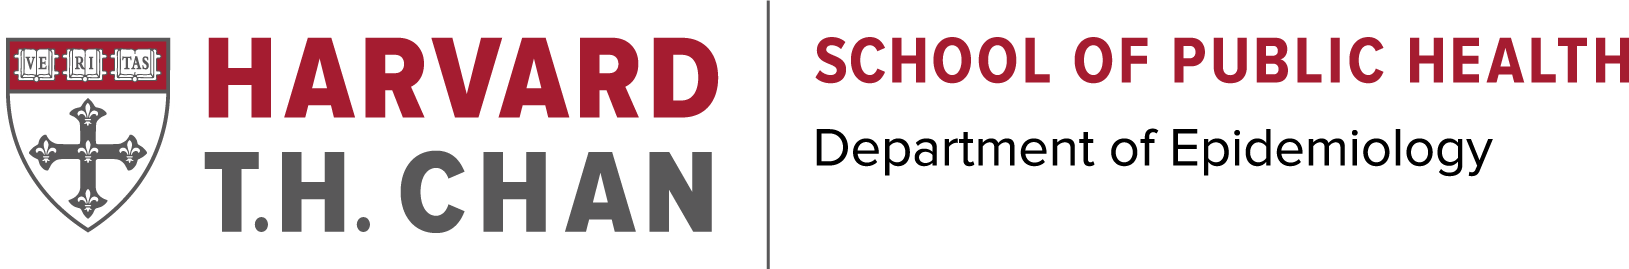 VE RI TAS
HARVARD
T.H. CHAN
SCHOOL OF PUBLIC HEALTH
Department of Epidemiology